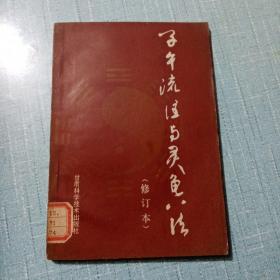 子午流注与灵龟八法
（修订本）
甘肃科学技术出版社